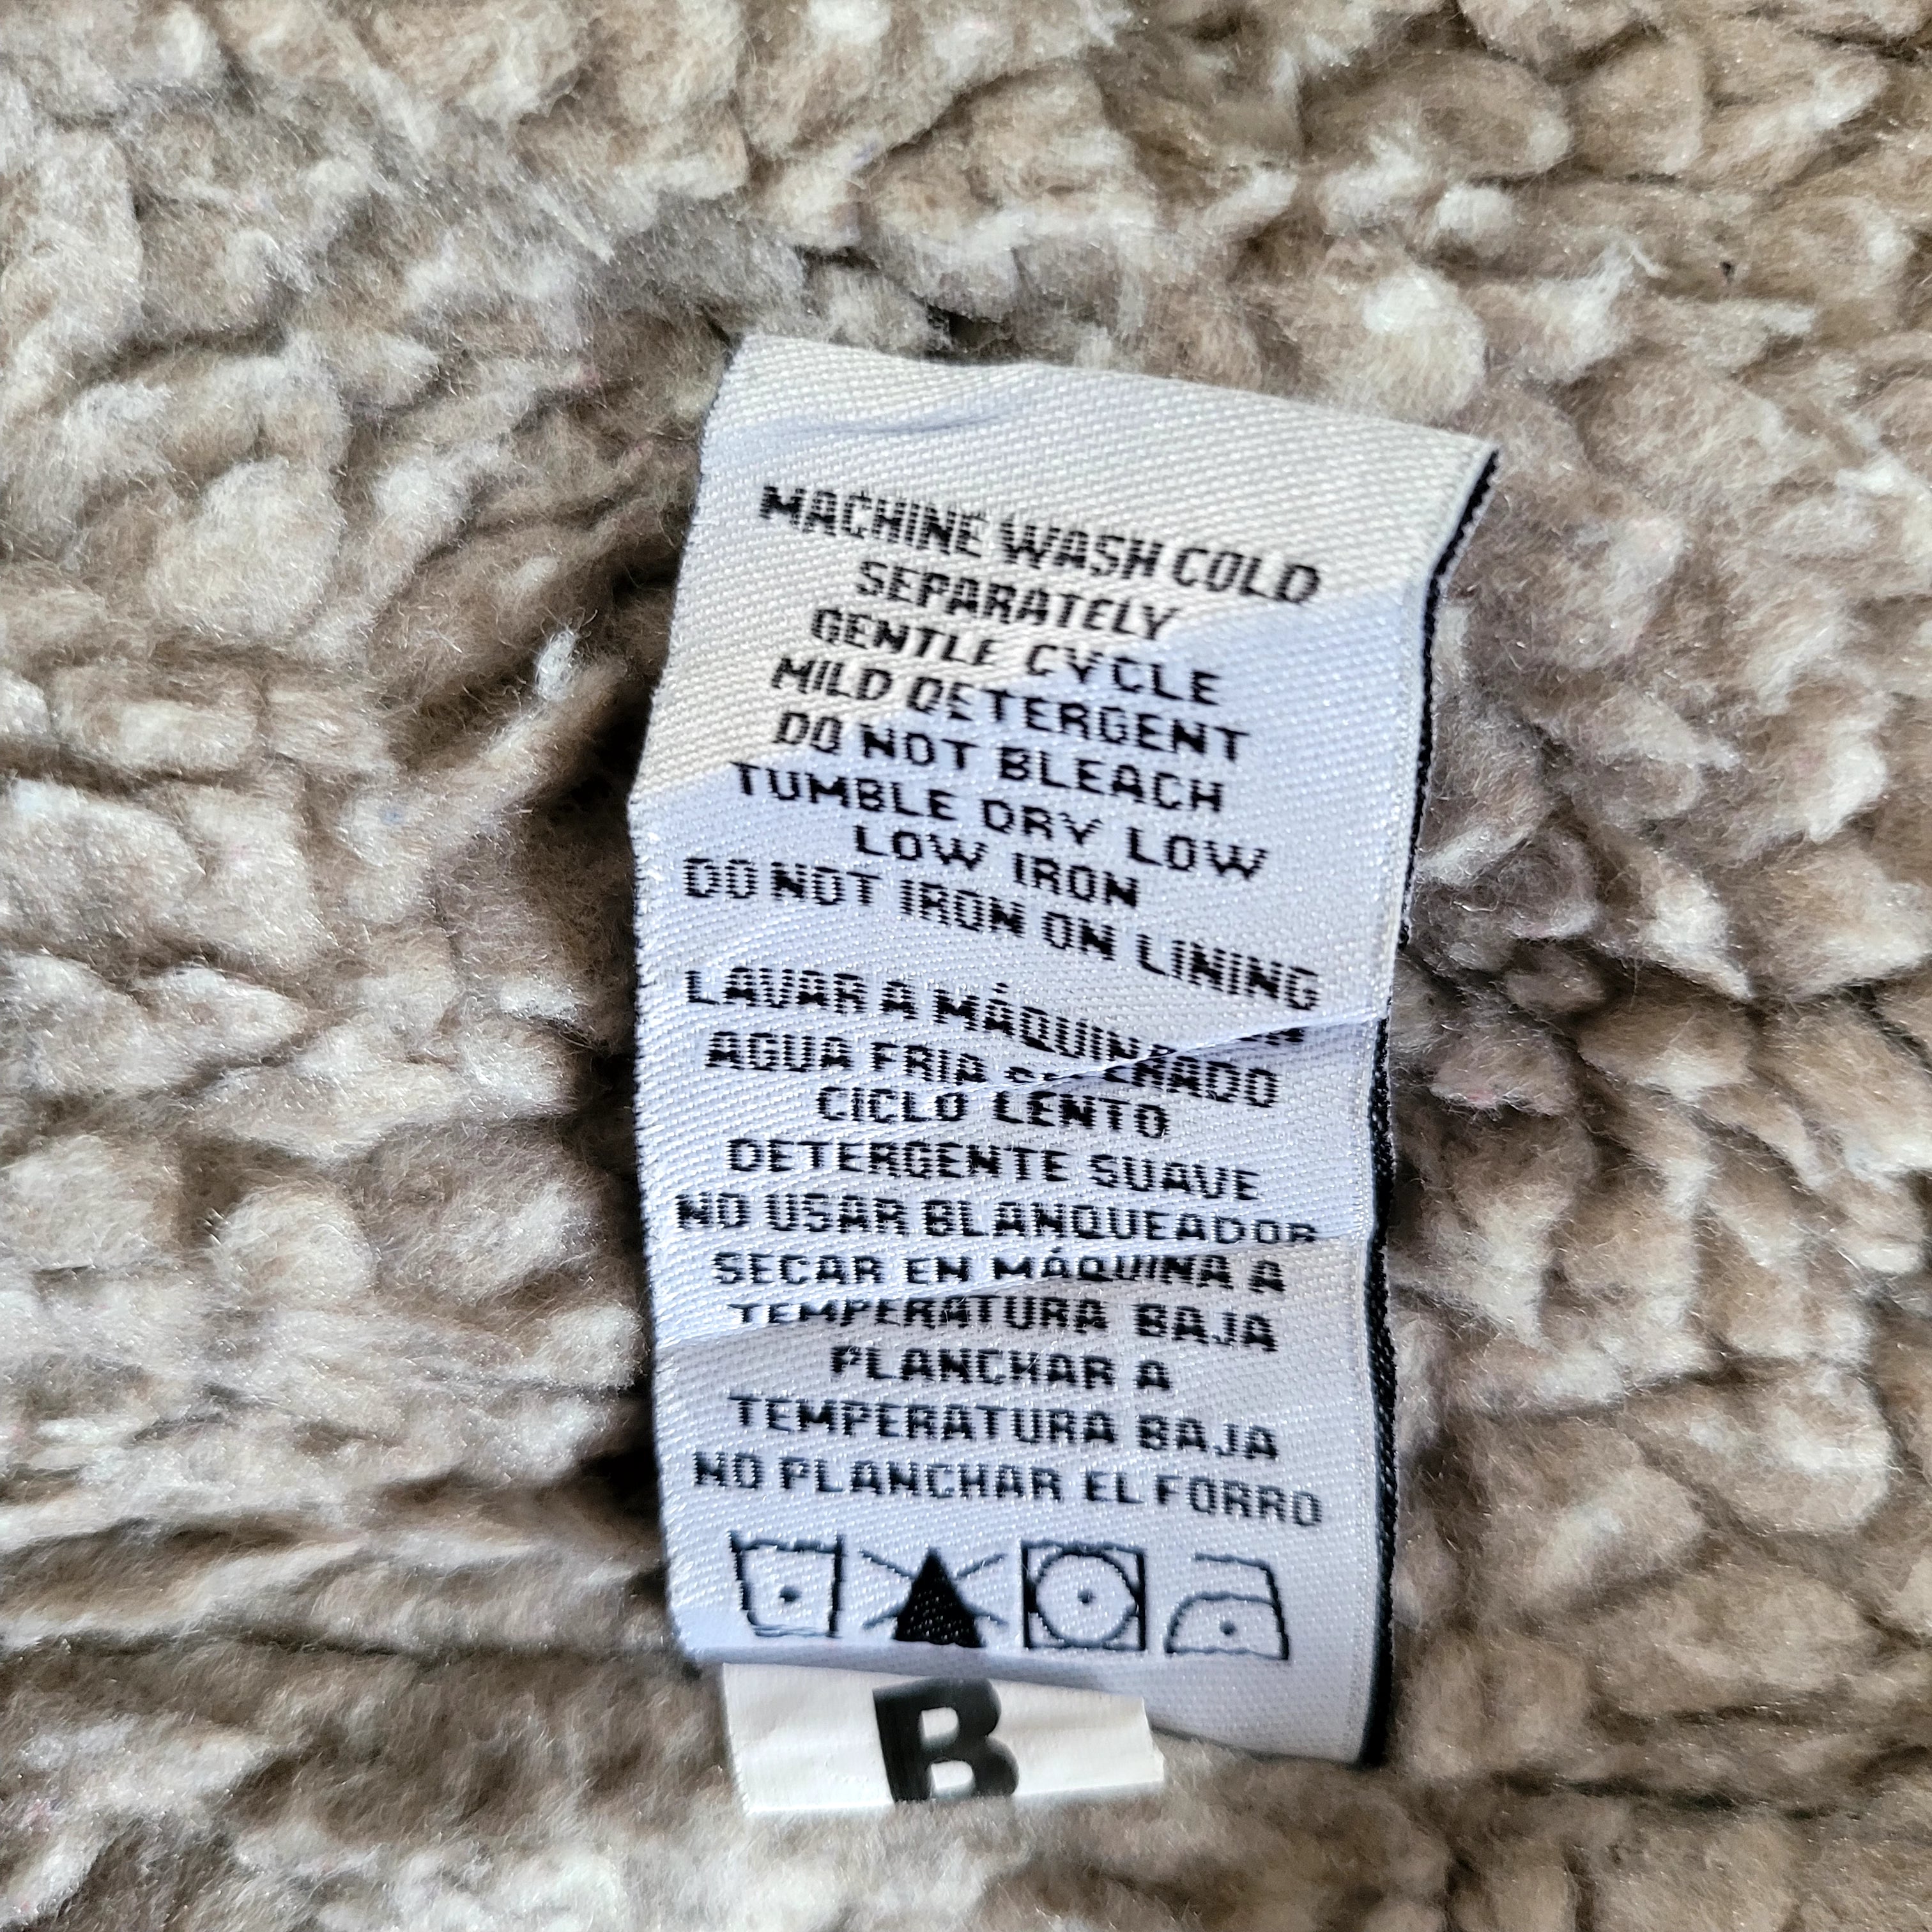 MACHINE WASH COLD
SEPARATELY
GENTLE CYCLE
MILD DETERGENT
DO NOT BLEACH
TUMBLE DRY LOW
LOW IRON
DO NOT IRON ON LINING
LAVAR A MÁQUINA EN
AGUA FRIA SEPERADO
CICLO LENTO
DETERGENTE SUAVE
NO USAR BLANQUEADOR
SECAR EN MÁQUINA A
TEMPERATURA BAJA
PLANCHAR A
TEMPERATURA BAJA
NO PLANCHAR EL FORRO
B